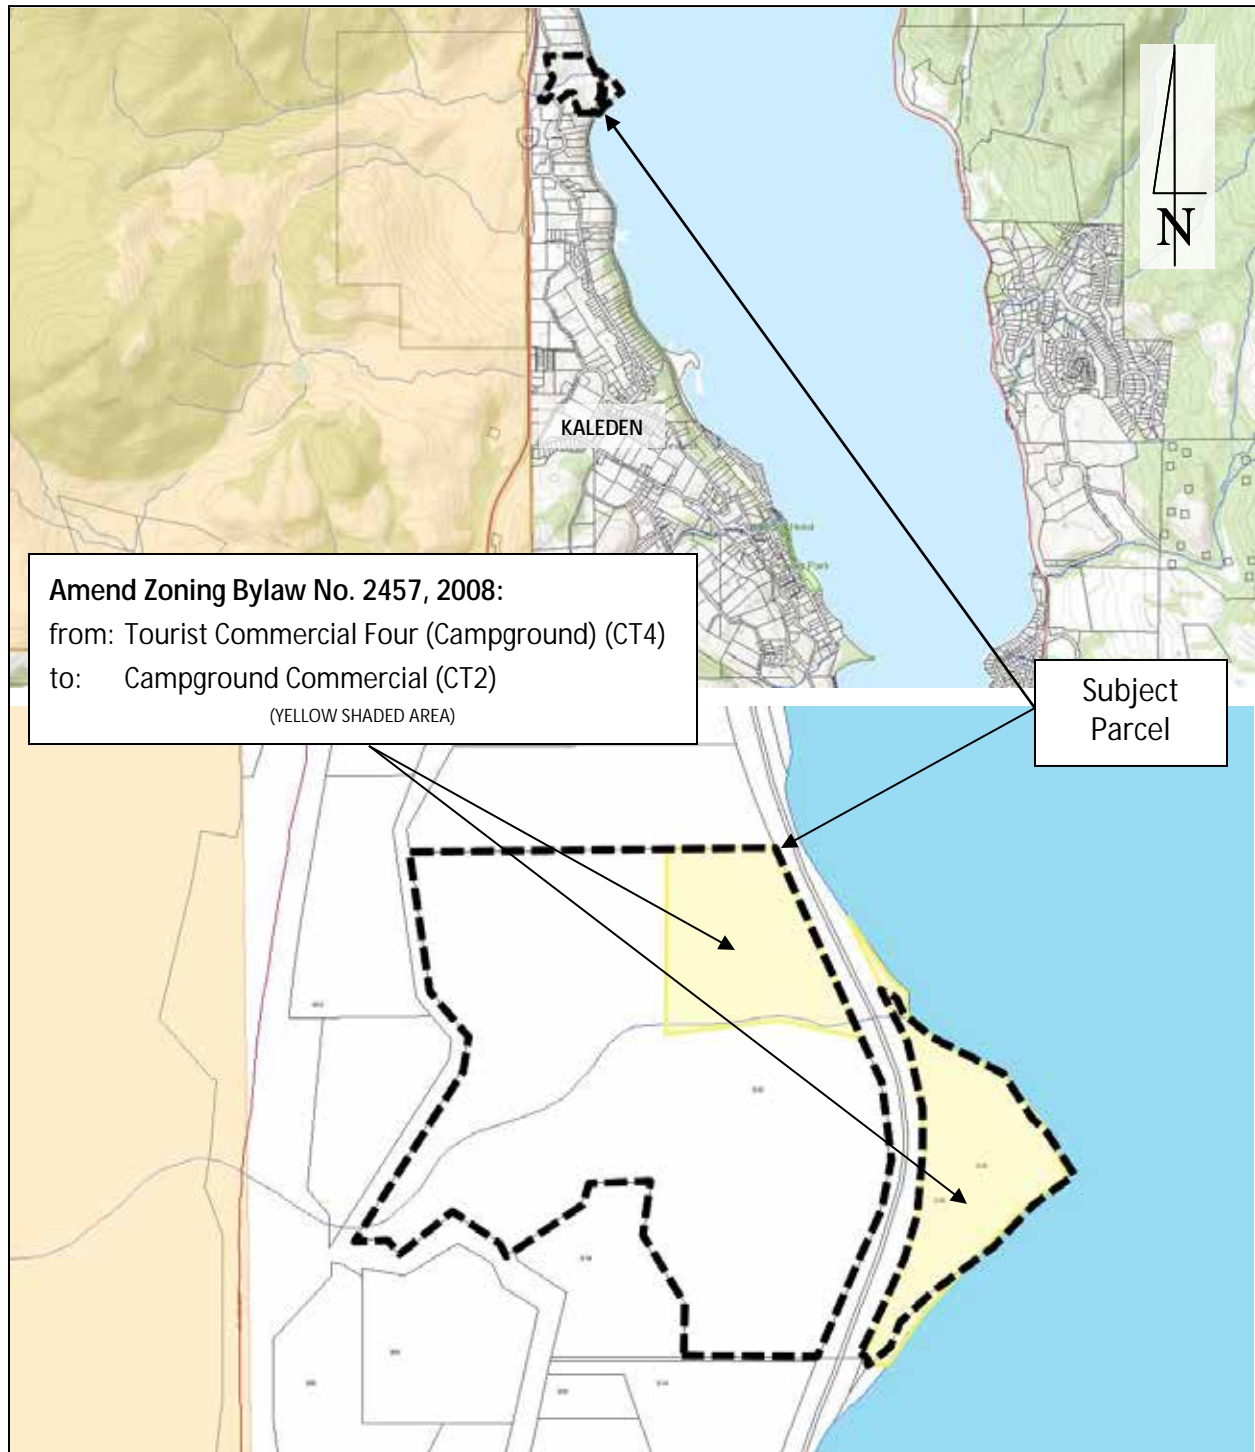 N
KALEDEN
Amend Zoning Bylaw No. 2457, 2008:
from: Tourist Commercial Four (Campground) (CT4)
to: Campground Commercial (CT2)
(YELLOW SHADED AREA)
Subject
Parcel